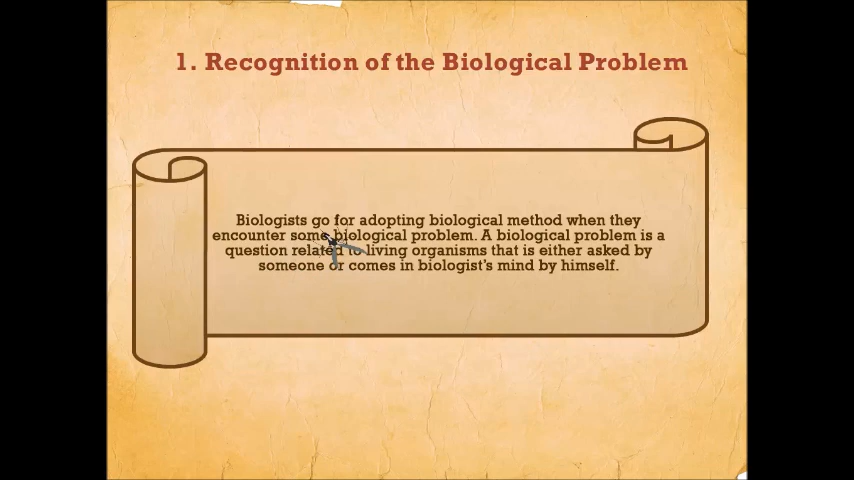 1. Recognition of the Biological Problem
Biologists go for adopting biological method when they
encounter some biological problem. A biological problem is a
question related to living organisms that is either asked by
someone or comes in biologist's mind by himself.